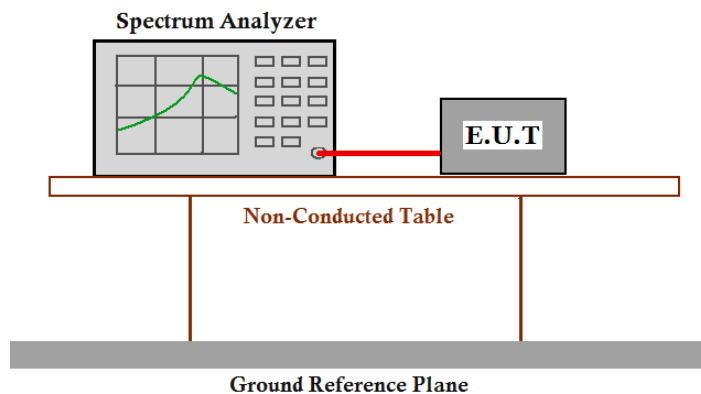 Spectrum Analyzer
E.U.T
Non-Conducted Table
Ground Reference Plane